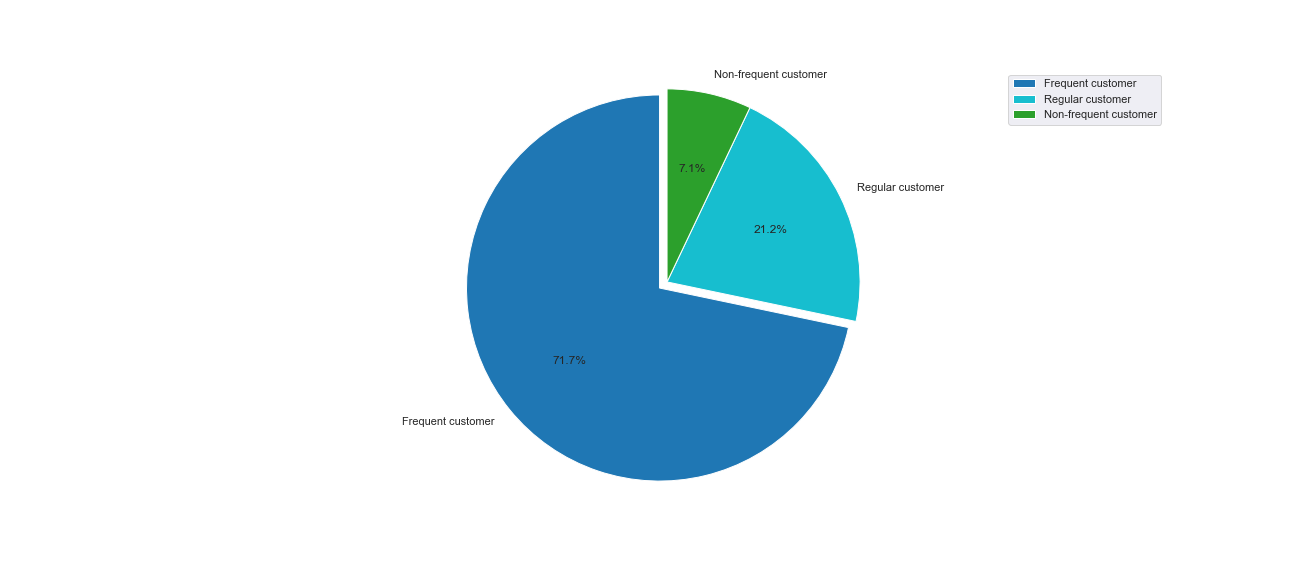 Non-frequent customer
Frequent customer
Regular customer
Non-frequent customer
7.1%
Regular customer
21.2%
71.7%
Frequent customer